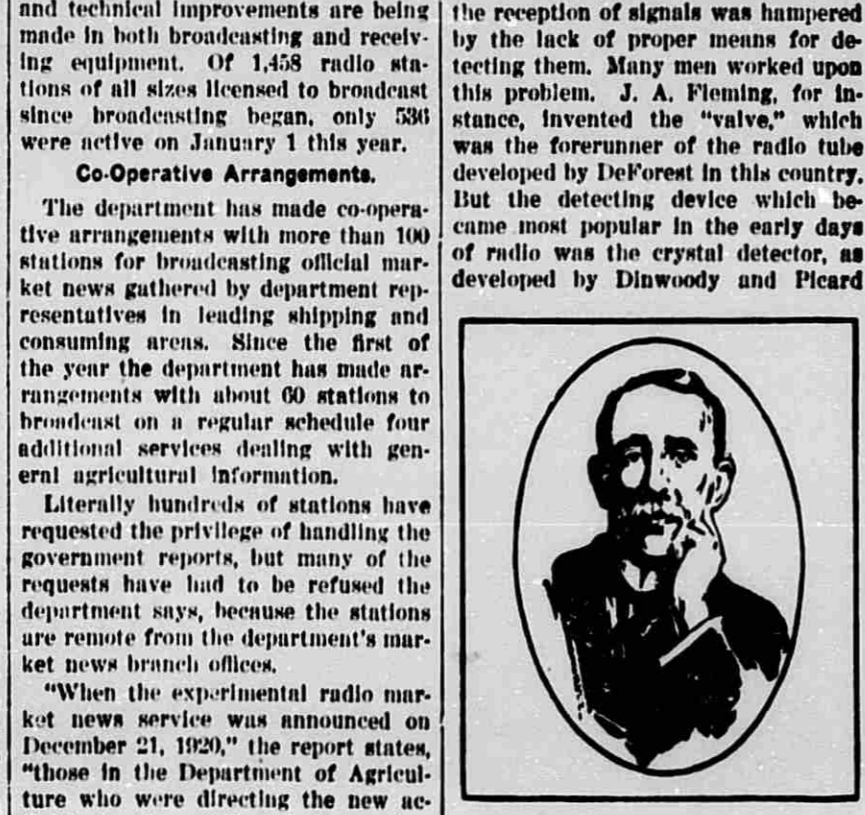 and technical improvements are being
made in both broadcasting and receiv-
ing equipment. Of 1,458 radio sta-
tions of all sizes licensed to broadcast
since broadcasting began, only 536
were active on January 1 this year.
Co-Operative Arrangements.
The department has made co-opera-
tive arrangements with more than 100
stations for broadcasting official mar-
ket news gathered by department rep-
resentatives in leading shipping and
consuming areas. Since the first of
the year the department has made ar-
rangements with about 60 stations to
broadcast on a regular schedule four
additional services dealing with gen-
eral agricultural information.
Literally hundreds of stations have
requested the privilege of handling the
government reports, but many of the
requests have had to be refused the
department says, because the stations
are remote from the department's mar-
ket news branch offices.
"When the experimental radio mar-
ket news service was announced on
December 21, 1920," the report states,
"those in the Department of Agricul-
ture who were directing the new ac-
the reception of signals was hampered
by the lack of proper means for de-
tecting them. Many men worked upon
this problem. J. A. Fleming, for in-
stance, invented the "valve," which
was the forerunner of the radio tube
developed by DeForest in this country.
But the detecting device which be-
came most popular in the early days
of radio was the crystal detector, as
developed by Dinwoody and Picard